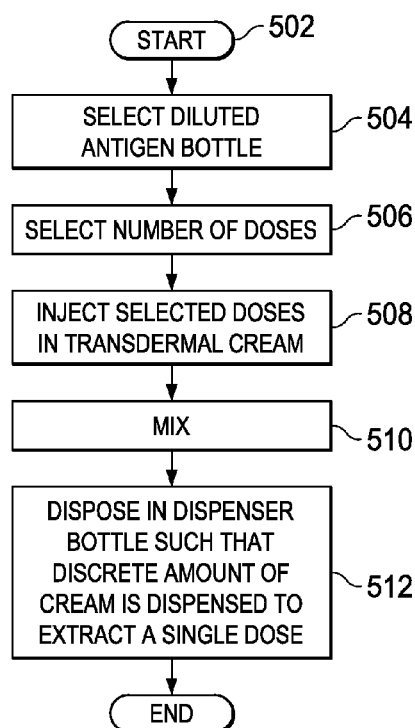 START
502
SELECT DILUTED
ANTIGEN BOTTLE
504
SELECT NUMBER OF DOSES
506
INJECT SELECTED DOSES
IN TRANSDERMAL CREAM
508
MIX
510
DISPOSE IN DISPENSER
BOTTLE SUCH THAT
DISCRETE AMOUNT OF
CREAM IS DISPENSED TO
EXTRACT A SINGLE DOSE
512
END